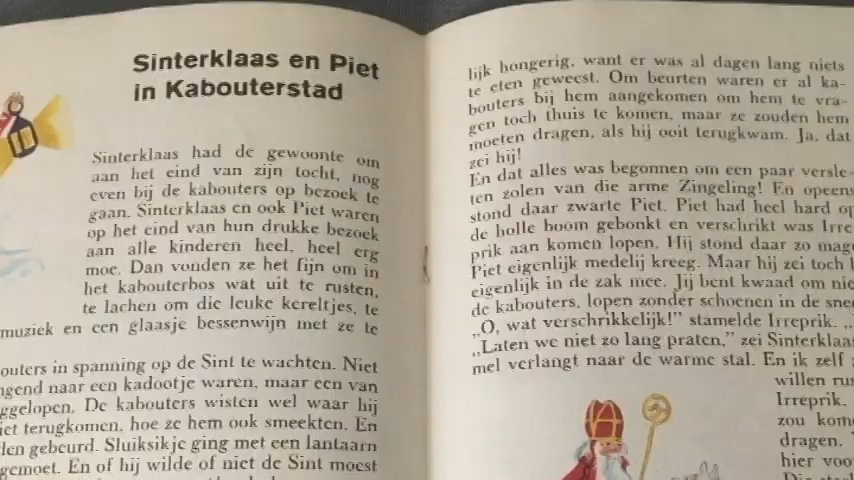 Sinterklaas en Piet
in Kabouterstad
Sinterklaas had de gewoonte om
aan het eind van zijn tocht, nog
even bij de kabouters op bezoek te
gaan. Sinterklaas en ook Piet waren
op het eind van hun drukke bezoek
aan alle kinderen heel, heel erg
moe. Dan vonden ze het fijn om in
het kabouterbos wat uit te rusten,
te lachen om die leuke kereltjes, te
muziek en een glaasje bessenwijn met ze te
outers in spanning op de Sint te wachten. Niet
ngend naar een kadootje waren, maar een van
ggelopen. De kabouters wisten wel waar hij
iet terugkomen, hoe ze hem ook smeekten. En
len gebeurd. Sluiksikje ging met een lantaarn
gemoet. En of hij wilde of niet de Sint moest
lijk hongerig, want er was al dagen lang niets
te eten geweest. Om beurten waren er al ka-
bouters bij hem aangekomen om hem te vra-
gen toch thuis te komen, maar ze zouden hem
moeten dragen, als hij ooit terugkwam. Ja, dat
zei hij!
En dat alles was begonnen om een paar versle-
ten zolen van die arme Zingeling! En opeens
stond daar zwarte Piet. Piet had heel hard op
de holle boom gebonkt en verschrikt was Irre-
prik aan komen lopen. Hij stond daar zo mage
Piet eigenlijk medelij kreeg. Maar hij zei toch
eigenlijk in de zak mee. Jij bent kwaad om nie
de kabouters, lopen zonder schoenen in de snee
„O, wat verschrikkelijk!" stamelde Irreprik. „
„Laten we niet zo lang praten," zei Sinterklaas
mel verlangt naar de warme stal. En ik zelf
willen rus
Irreprik.
zou kome
dragen.
hier voor